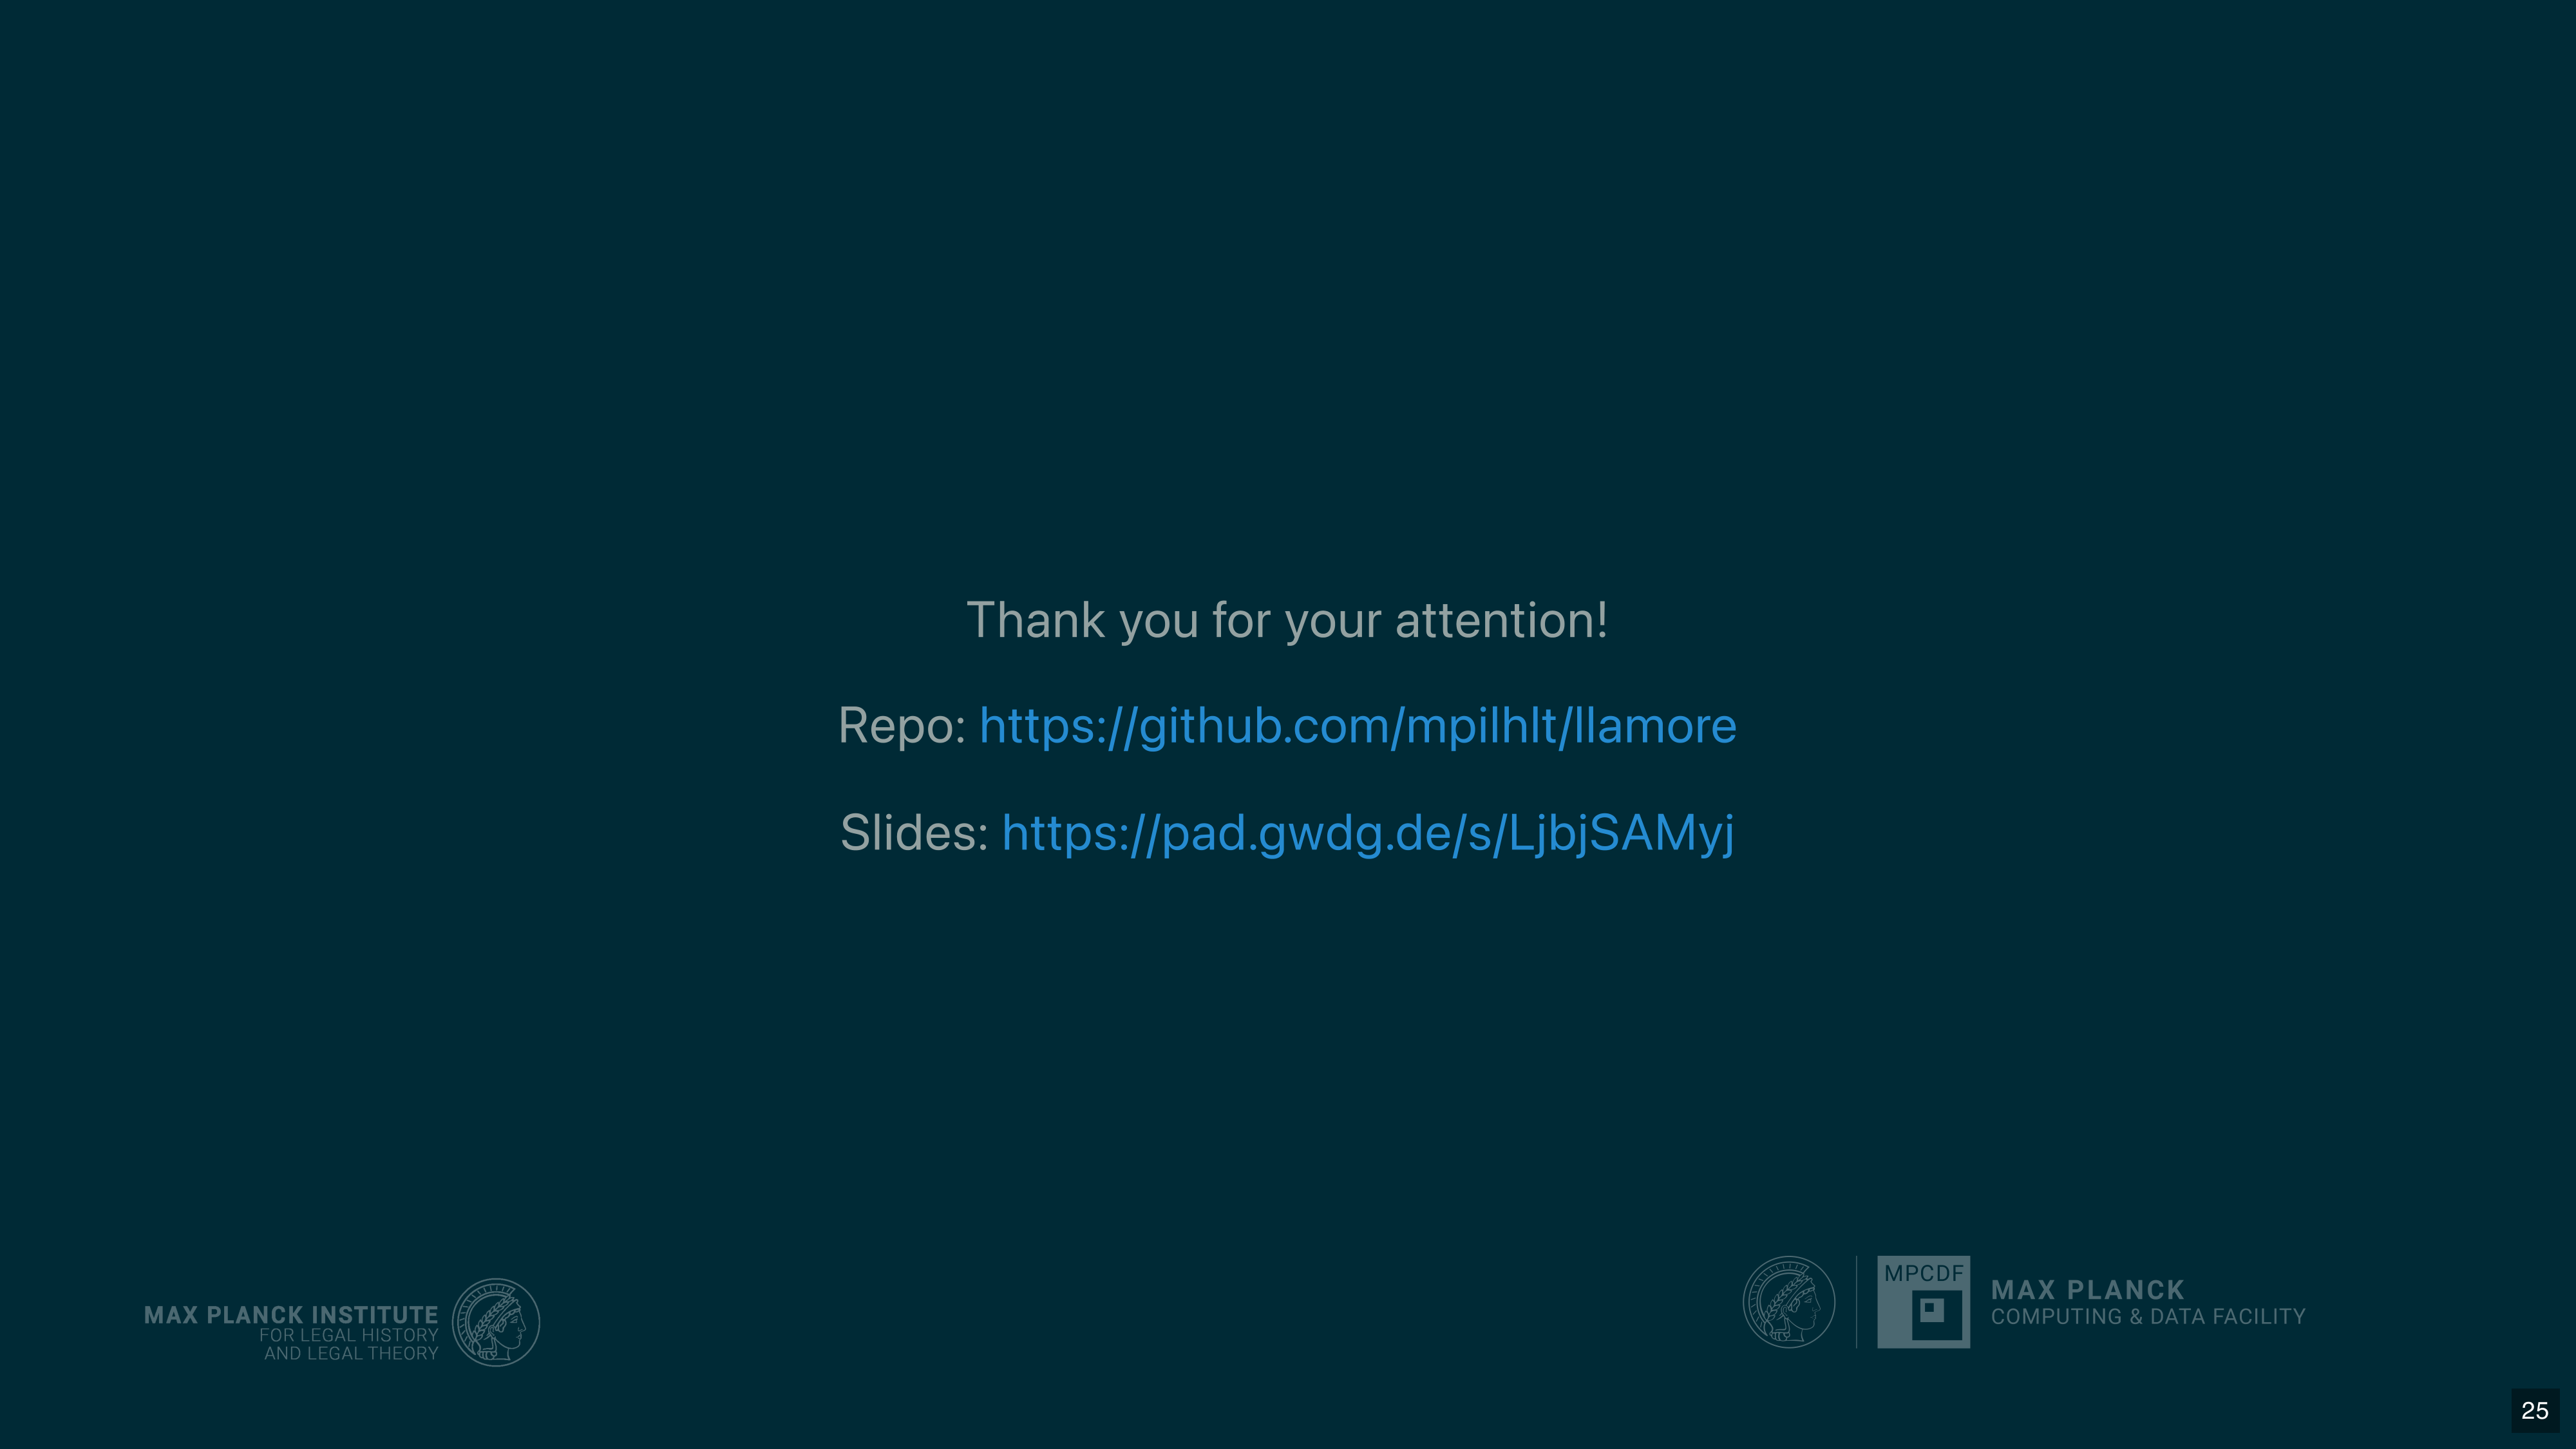 Thank you for your attention!
Repo: https://github.com/mpilhlt/llamore
Slides: https://pad.gwdg.de/s/LjbjSAMyj
MAX PLANCK INSTITUTE
FOR LEGAL HISTORY
AND LEGAL THEORY
MPCDF
MAX PLANCK
COMPUTING & DATA FACILITY
25